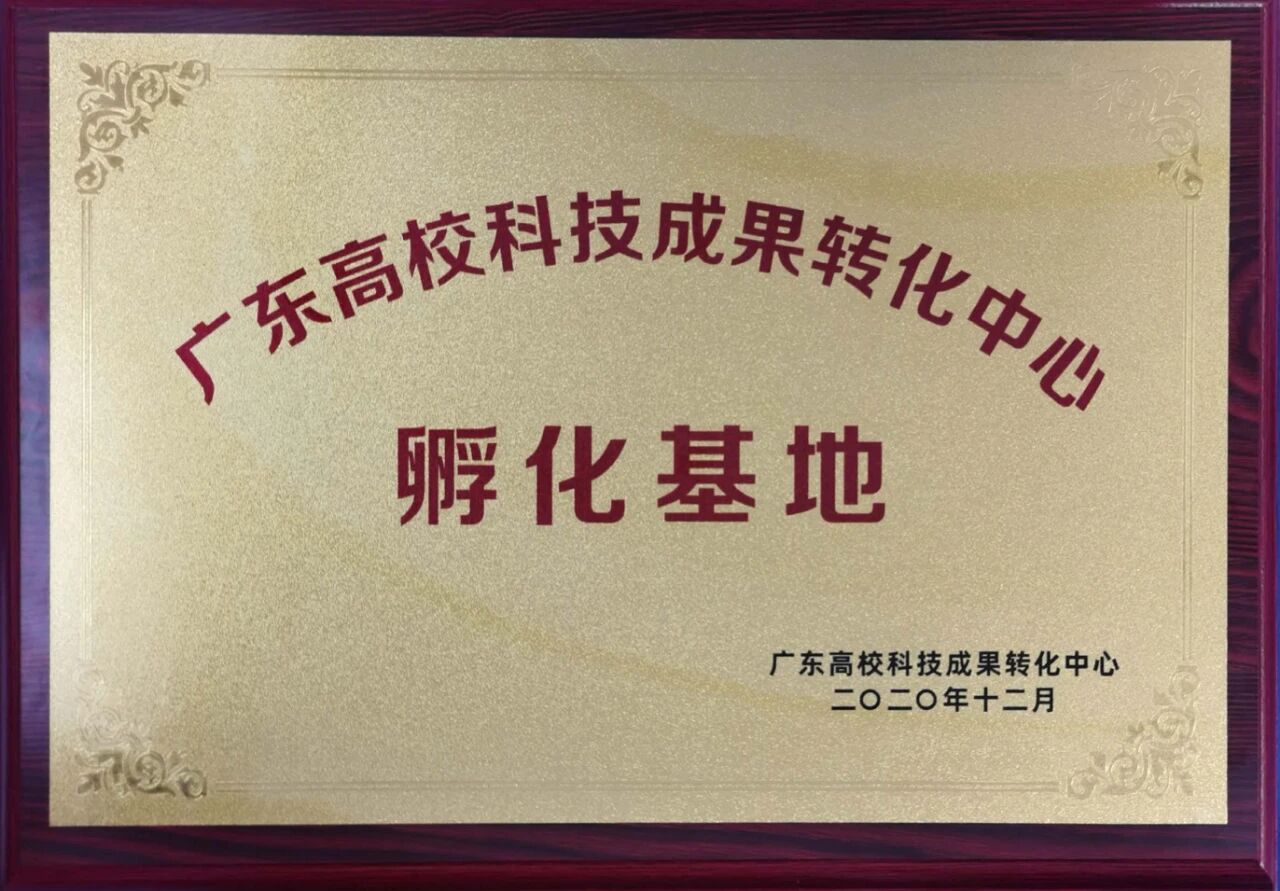 广东高校科技成果转化中心
孵化基地
广东高校科技成果转化中心
二〇二〇年十二月